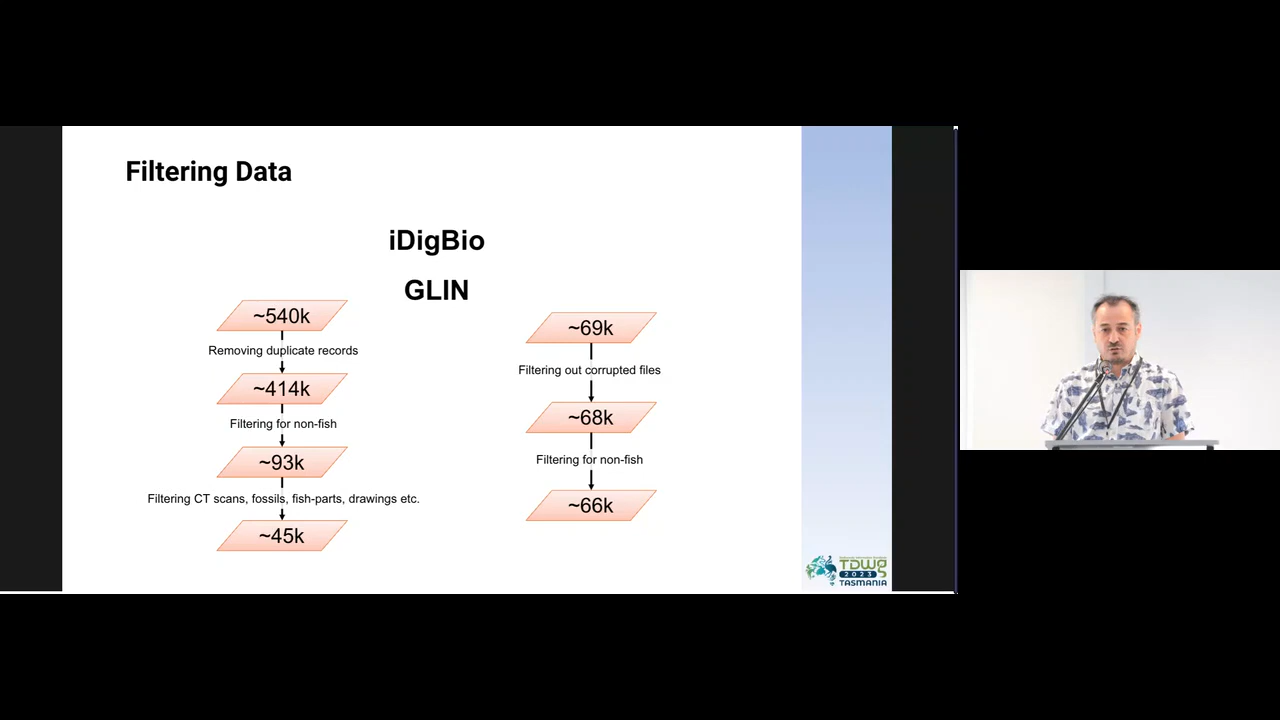 Filtering Data
iDigBio
GLIN
~540k
Removing duplicate records
~414k
Filtering for non-fish
~93k
Filtering CT scans, fossils, fish-parts, drawings etc.
~45k
~69k
Filtering out corrupted files
~68k
Filtering for non-fish
~66k
TDWG
2023
TASMANIA